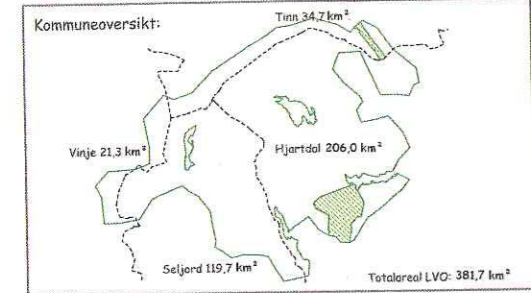 Kommuneoversikt:
Tinn 34,7 km²
Vinje 21,3 km²
Hjartdal 206,0 km²
Seljord 119,7 km²
Totalareal LVO: 381,7 km²